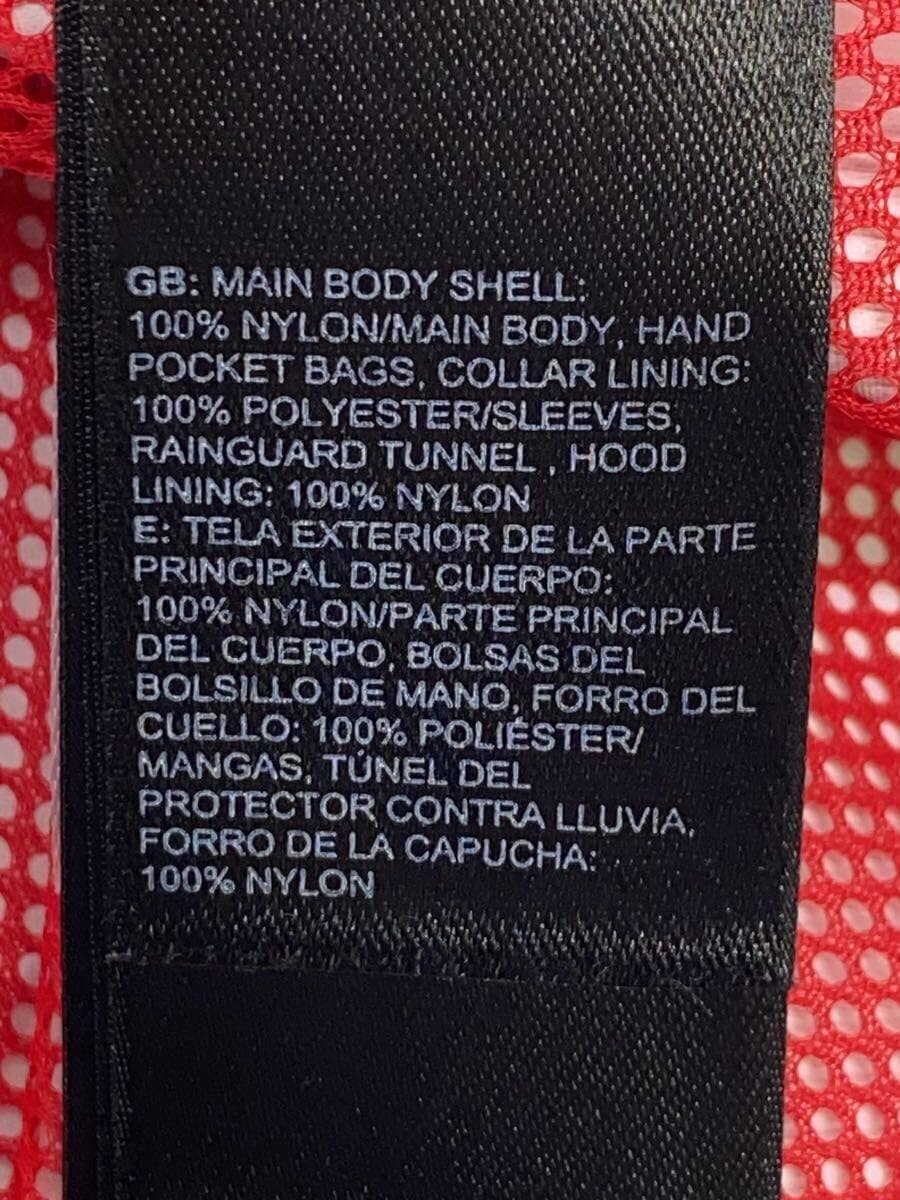 GB: MAIN BODY SHELL:
100% NYLON/MAIN BODY, HAND
POCKET BAGS, COLLAR LINING:
100% POLYESTER/SLEEVES,
RAINGUARD TUNNEL , HOOD
LINING: 100% NYLON
E: TELA EXTERIOR DE LA PARTE
PRINCIPAL DEL CUERPO:
100% NYLON/PARTE PRINCIPAL
DEL CUERPO, BOLSAS DEL
BOLSILLO DE MANO, FORRO DEL
CUELLO: 100% POLIÉSTER/
MANGAS, TÚNEL DEL
PROTECTOR CONTRA LLUVIA,
FORRO DE LA CAPUCHA:
100% NYLON